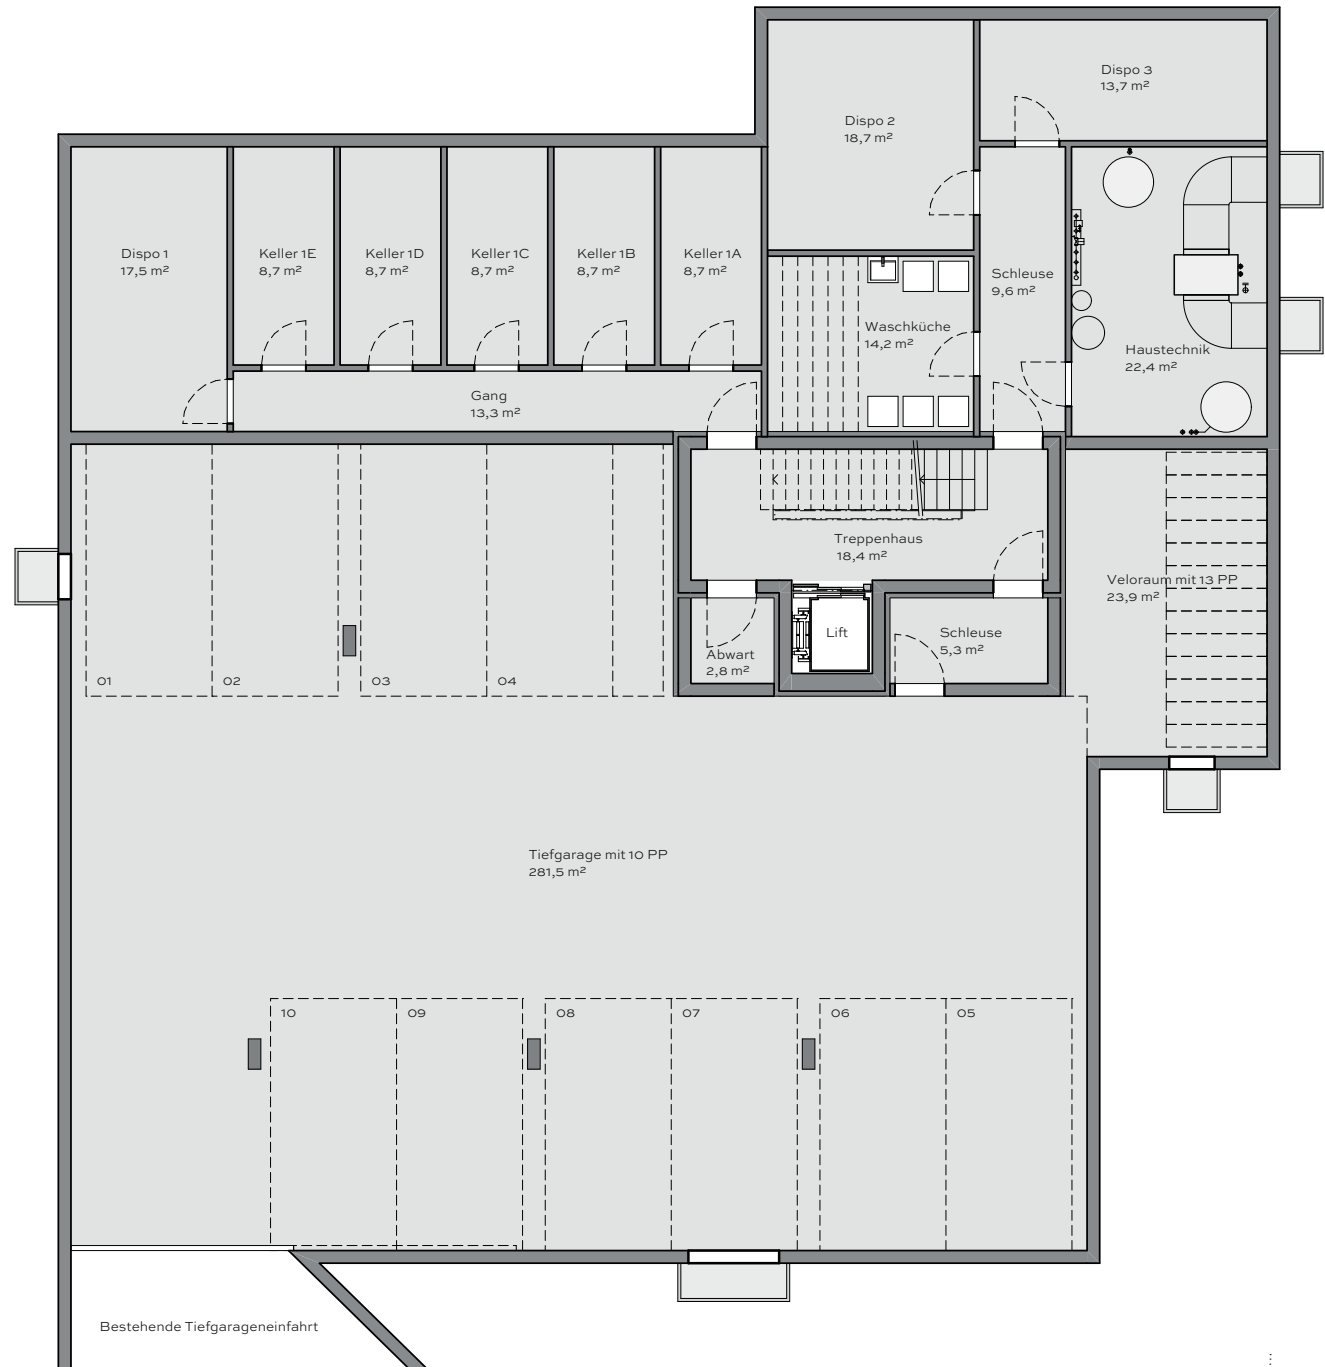 Dispo 3
13,7 m²
Dispo 2
18,7 m²
Dispo 1
17,5 m²
Keller 1E
8,7 m²
Keller 1D
8,7 m²
Keller 1C
8,7 m²
Keller 1B
8,7 m²
Keller 1A
8,7 m²
Schleuse
9,6 m²
Waschküche
14,2 m²
Haustechnik
22,4 m²
Gang
13,3 m²
Treppenhaus
18,4 m²
Veloraum mit 13 PP
23,9 m²
Lift
Schleuse
5,3 m²
Abwart
2,8 m²
01
02
03
04
Tiefgarage mit 10 PP
281,5 m²
10
09
08
07
06
05
Bestehende Tiefgarageneinfahrt